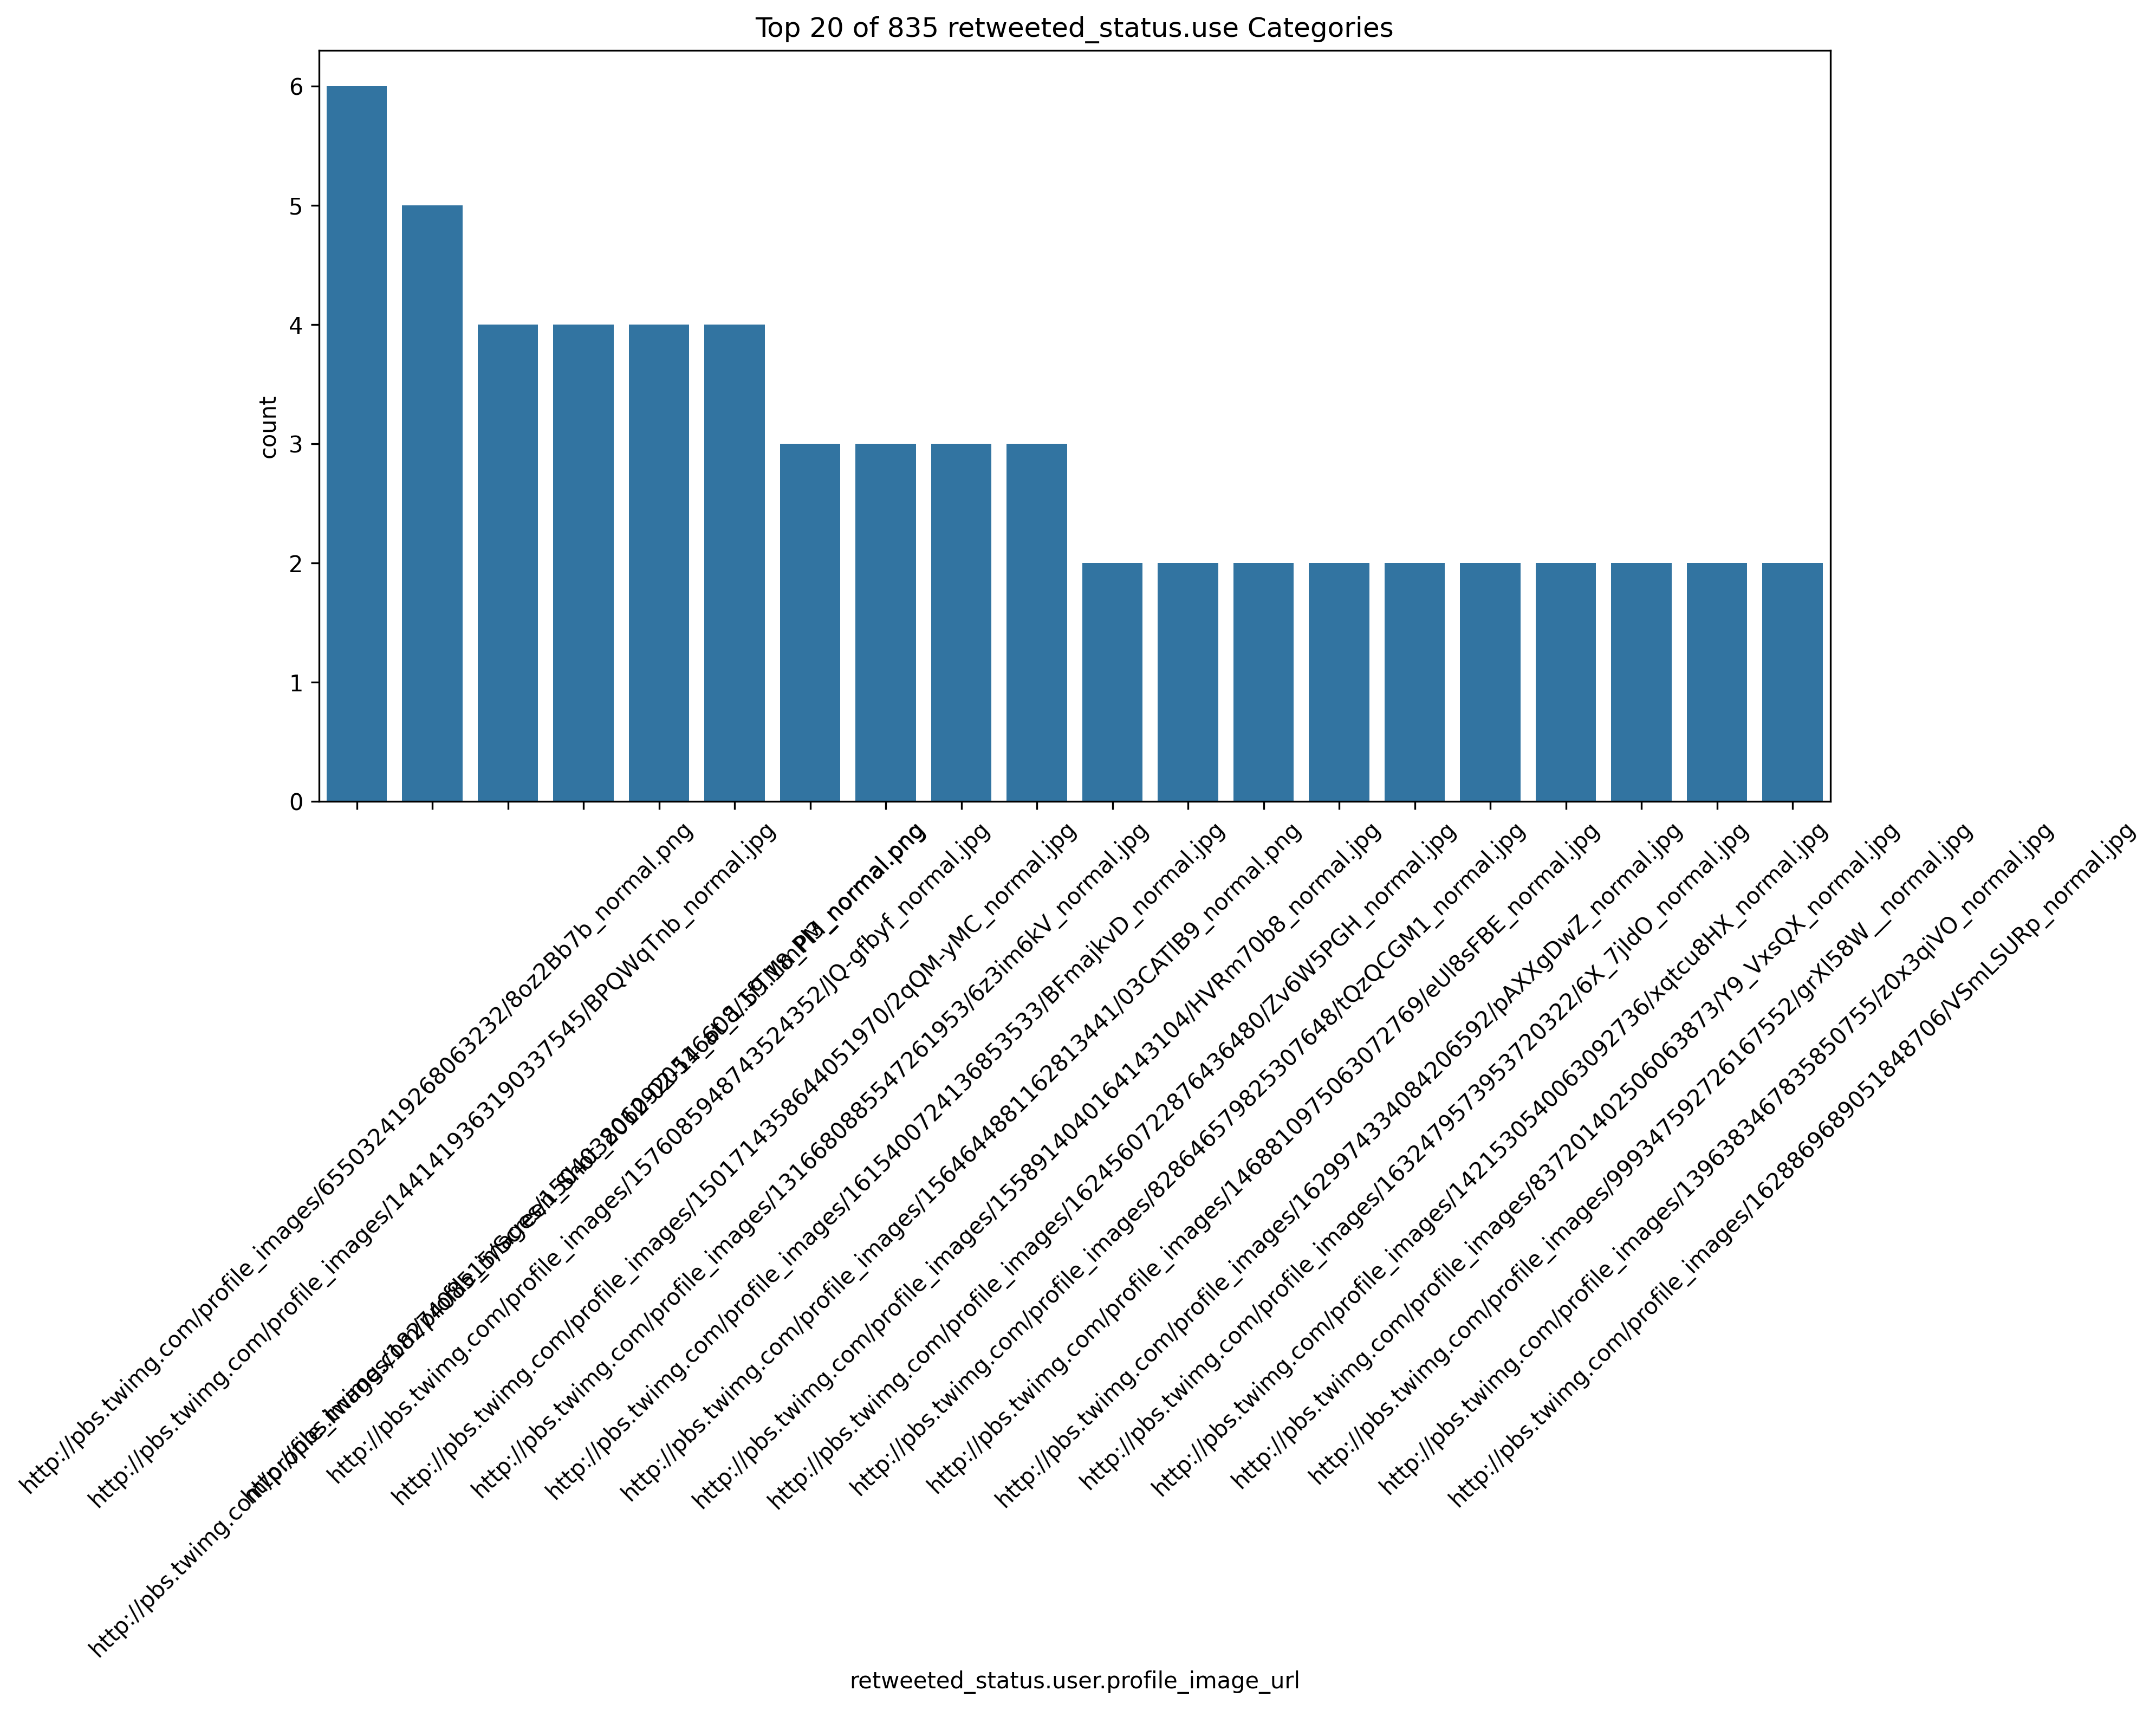 Top 20 of 835 retweeted_status.use Categories
6
5
4
3
2
1
0
count
http://pbs.twimg.com/profile_images/655032419268063232/8oz2Bb7b_normal.png
http://pbs.twimg.com/profile_images/1441419363190337545/BPQWqTnb_normal.jpg
http://pbs.twimg.com/profile_images/1576085948743524352/JQ-gfbyf_normal.jpg
http://pbs.twimg.com/profile_images/1501714358644051970/2qQM-yMC_normal.jpg
http://pbs.twimg.com/profile_images/1316680885547261953/6z3im6kV_normal.jpg
http://pbs.twimg.com/profile_images/1615400724136853533/BFmajkvD_normal.jpg
http://pbs.twimg.com/profile_images/1564644881162813441/03CATlB9_normal.png
http://pbs.twimg.com/profile_images/1558914040164143104/HVRm70b8_normal.jpg
http://pbs.twimg.com/profile_images/1624560722876436480/Zv6W5PGH_normal.jpg
http://pbs.twimg.com/profile_images/828646579825307648/tQzQCGM1_normal.jpg
http://pbs.twimg.com/profile_images/1468810975063072769/eUl8sFBE_normal.jpg
http://pbs.twimg.com/profile_images/1629974334084206592/pAXXgDwZ_normal.jpg
http://pbs.twimg.com/profile_images/1632479573953720322/6X_7jldO_normal.jpg
http://pbs.twimg.com/profile_images/1421530540063092736/xqtcu8HX_normal.jpg
http://pbs.twimg.com/profile_images/837201402506063873/Y9_VxsQX_normal.jpg
http://pbs.twimg.com/profile_images/999347592726167552/grXl58W__normal.jpg
http://pbs.twimg.com/profile_images/1396383467835850755/z0x3qiVO_normal.jpg
http://pbs.twimg.com/profile_images/1628869689051848706/VSmLSURp_normal.jpg
retweeted_status.user.profile_image_url